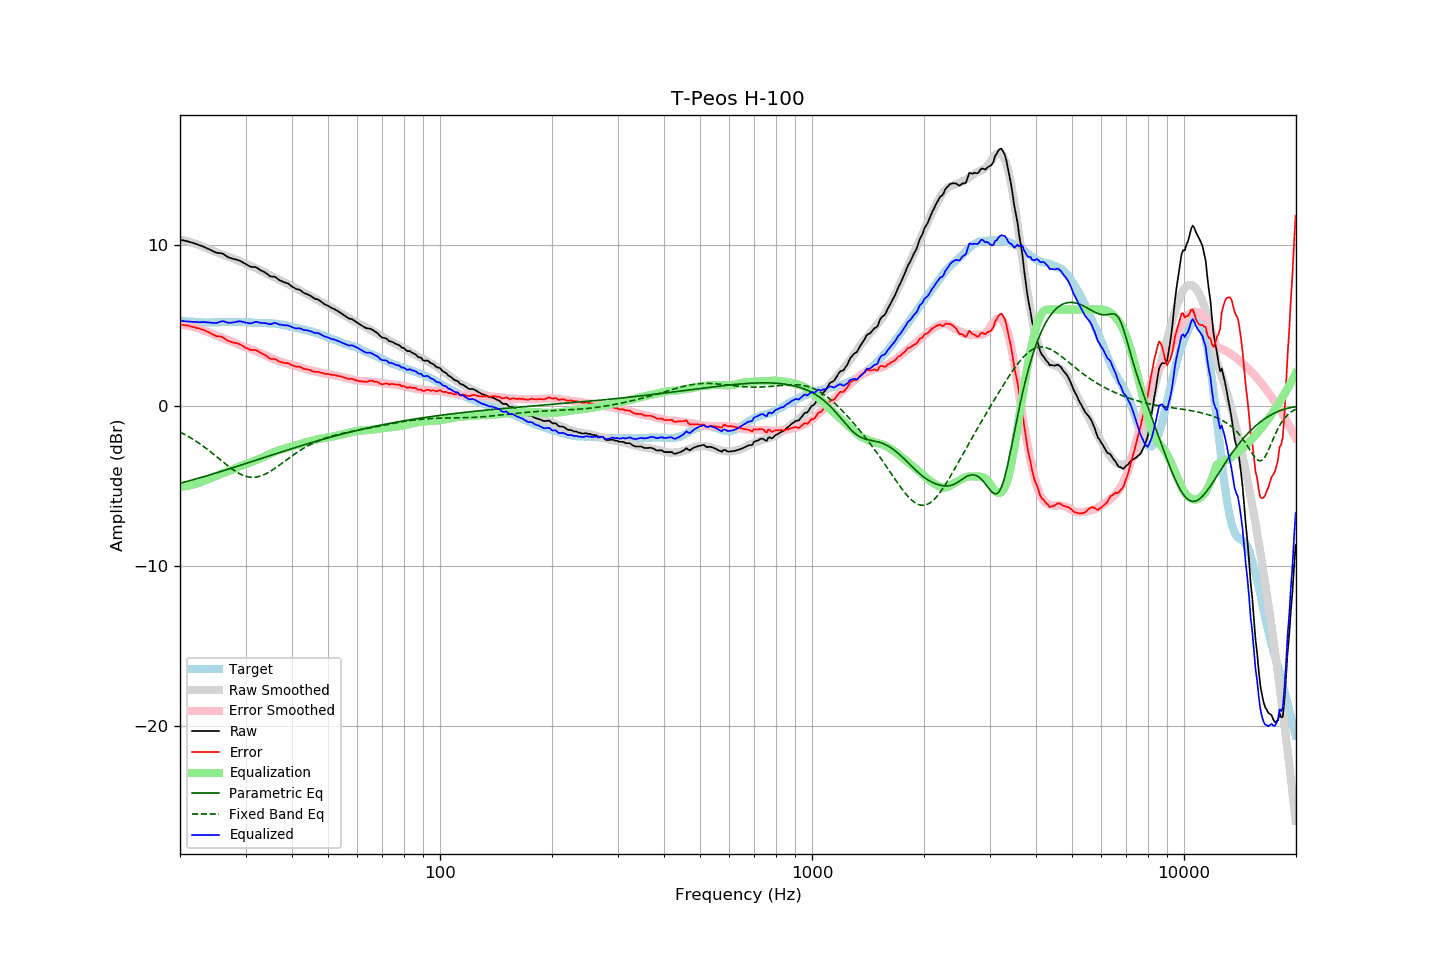 T-Peos H-100
Amplitude (dBr)
10
0
−10
−20
Target
Raw Smoothed
Error Smoothed
Raw
Error
Equalization
Parametric Eq
Fixed Band Eq
Equalized
100
1000
10000
Frequency (Hz)